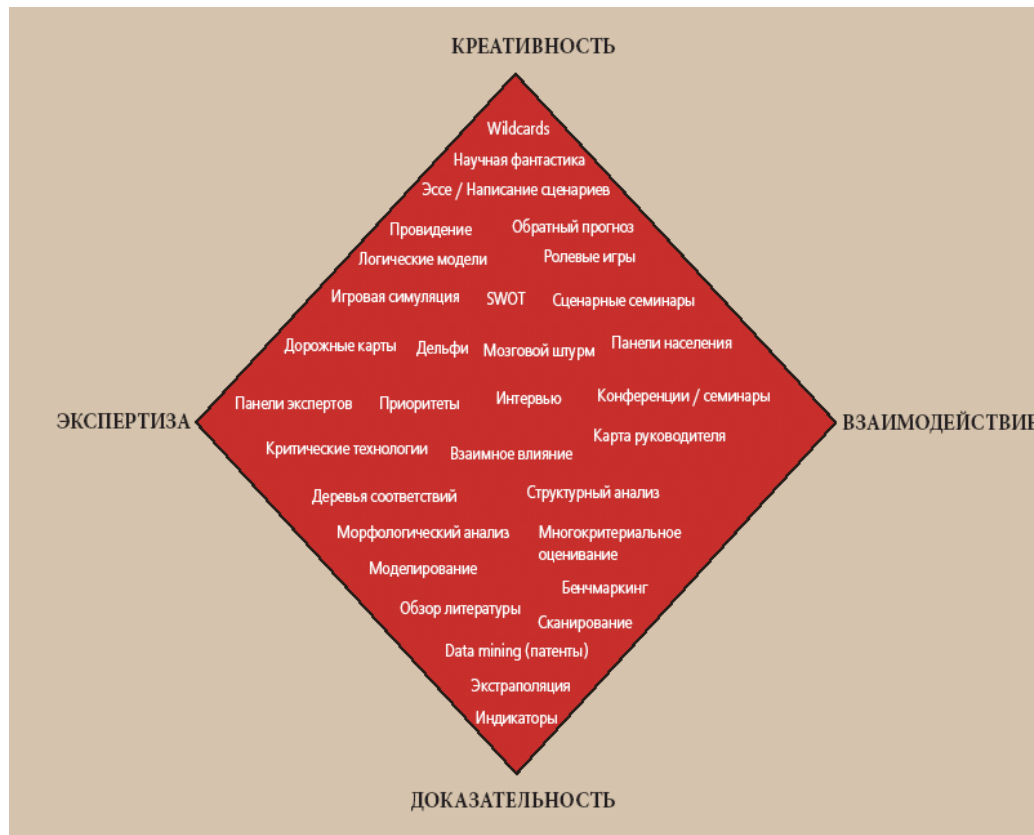 КРЕАТИВНОСТЬ
Wildcards
Научная фантастика
Эссе / Написание сценариев
Провидение
Обратный прогноз
Логические модели
Ролевые игры
Игровая симуляция
SWOT
Сценарные семинары
Дорожные карты
Дельфи
Мозговой штурм
Панели населения
Панели экспертов
Приоритеты
Интервью
Конференции / семинары
ЭКСПЕРТИЗА
ВЗАИМОДЕЙСТВИЕ
Карта руководителя
Критические технологии
Взаимное влияние
Деревья соответствий
Структурный анализ
Морфологический анализ
Многокритериальное
оценивание
Моделирование
Бенчмаркинг
Обзор литературы
Сканирование
Data mining (патенты)
Экстраполяция
Индикаторы
ДОКАЗАТЕЛЬНОСТЬ